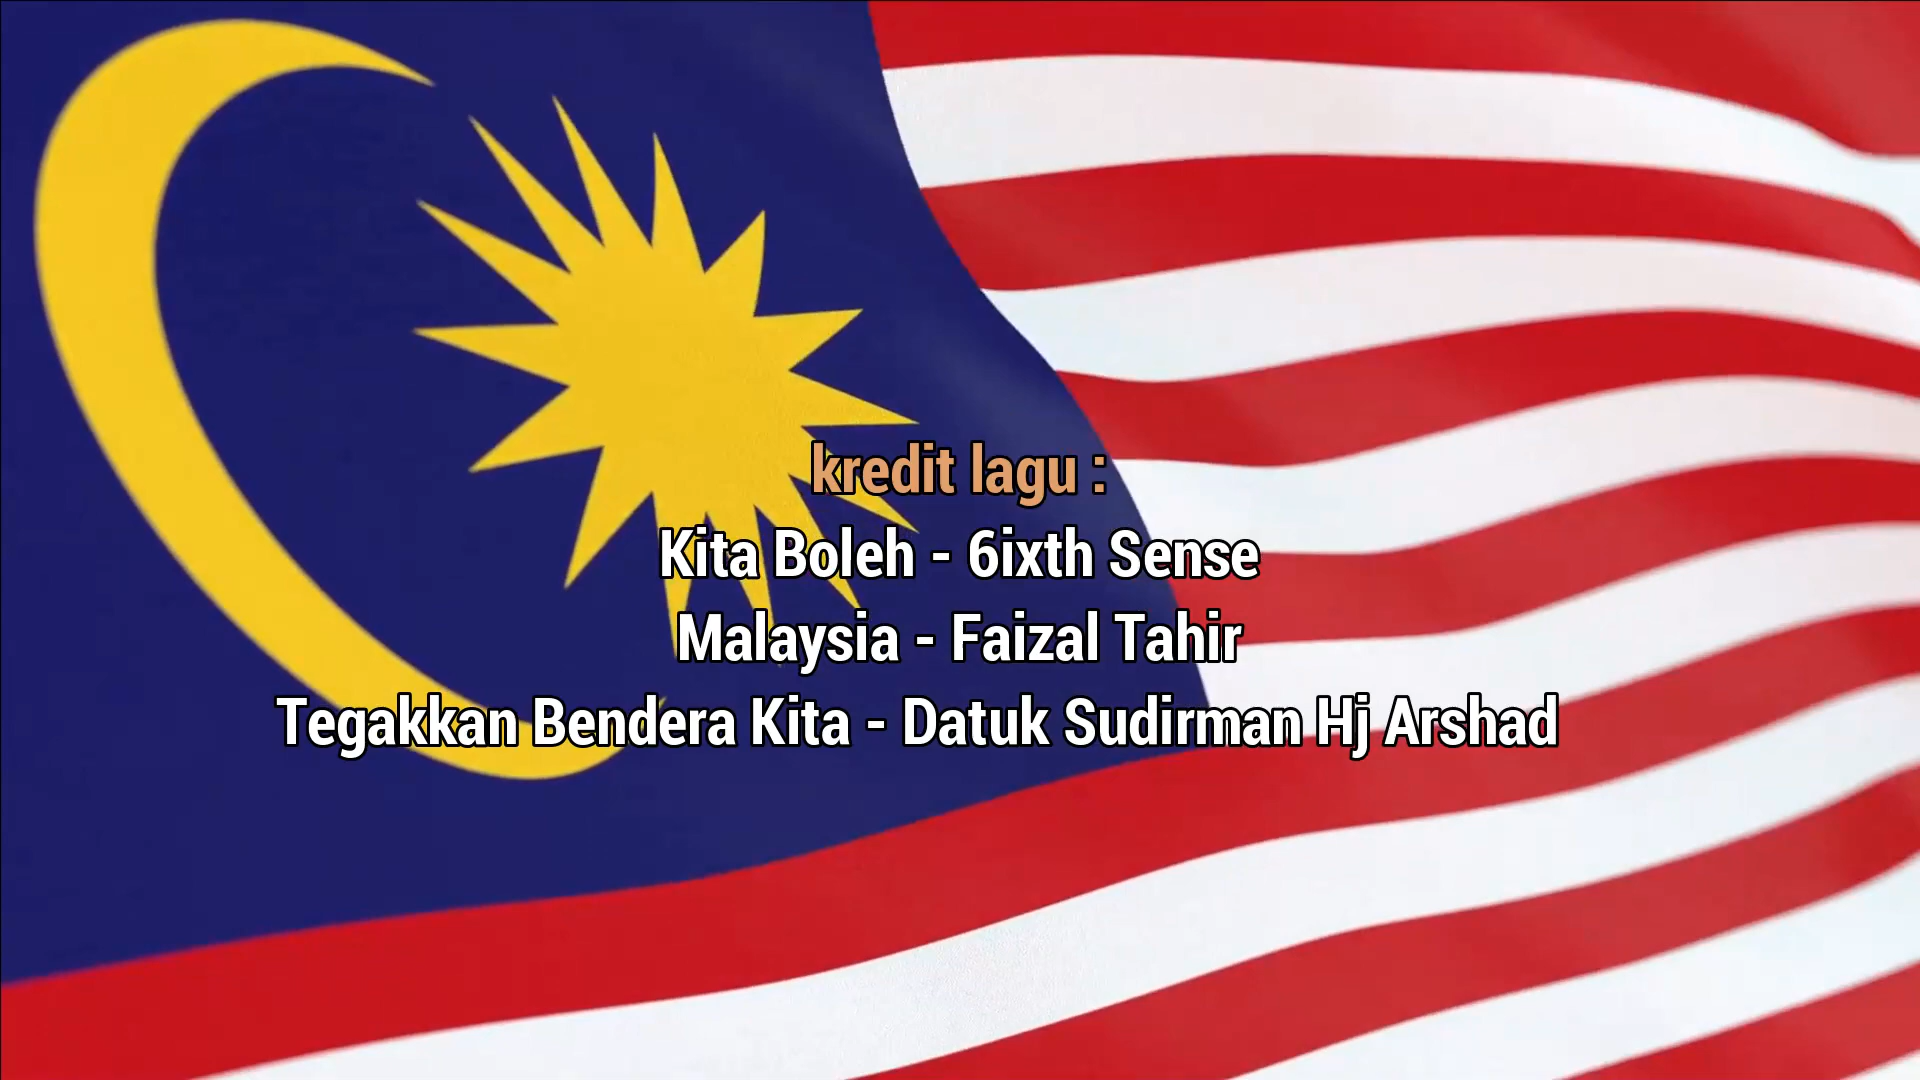 kredit lagu :
Kita Boleh - 6ixth Sense
Malaysia - Faizal Tahir
Tegakkan Bendera Kita - Datuk Sudirman Hj Arshad